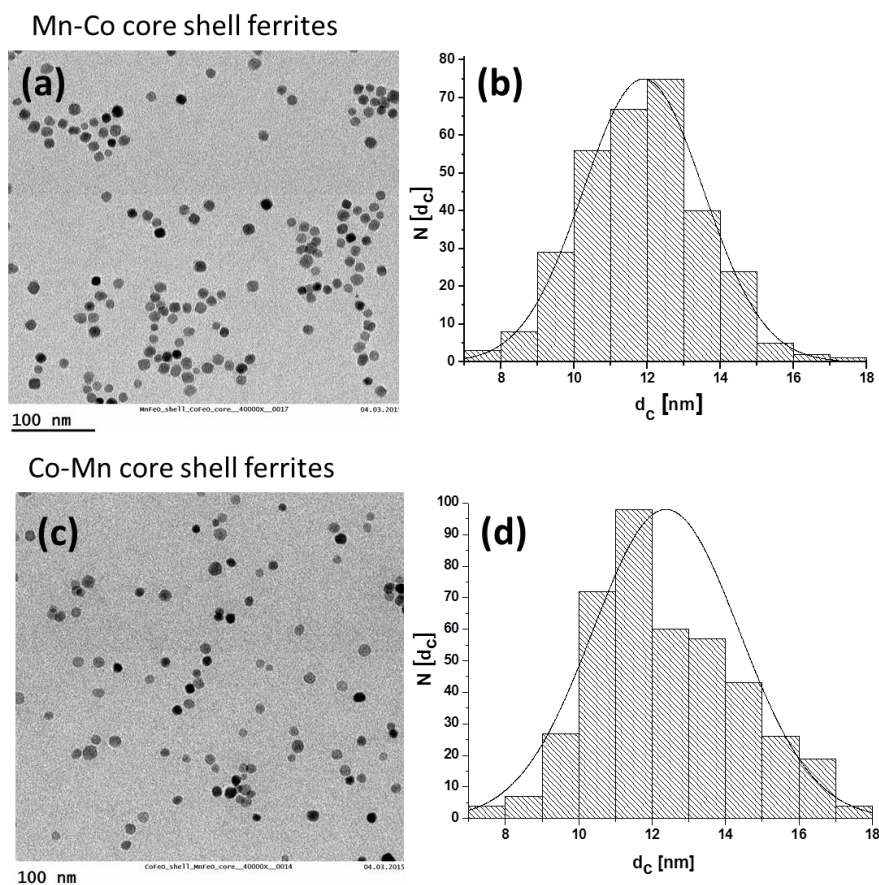 Mn-Co core shell ferrites
(a)
MnFeO_shell_CoFeO_core__40000X__0017
04.03.2015
100 nm
(b)
80
70
60
50
40
30
20
10
0
N [dc]
8
10
12
14
16
18
dc [nm]
Co-Mn core shell ferrites
(c)
CoFeO_shell_MnFeO_core__40000X__0014
04.03.2015
100 nm
(d)
100
90
80
70
60
50
40
30
20
10
0
N [dc]
8
10
12
14
16
18
dc [nm]